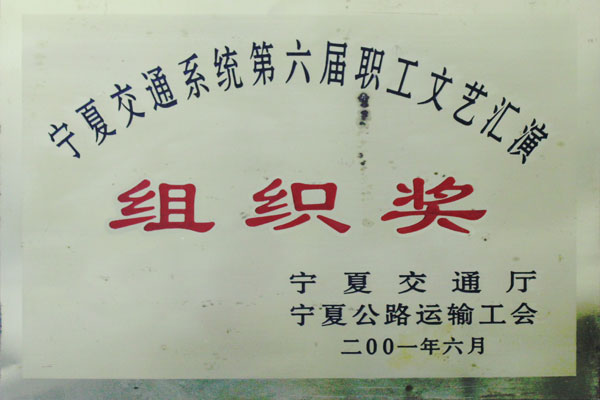 宁夏交通系统第六届职工文艺汇演
组织奖
宁夏交通厅
宁夏公路运输工会
二00一年六月